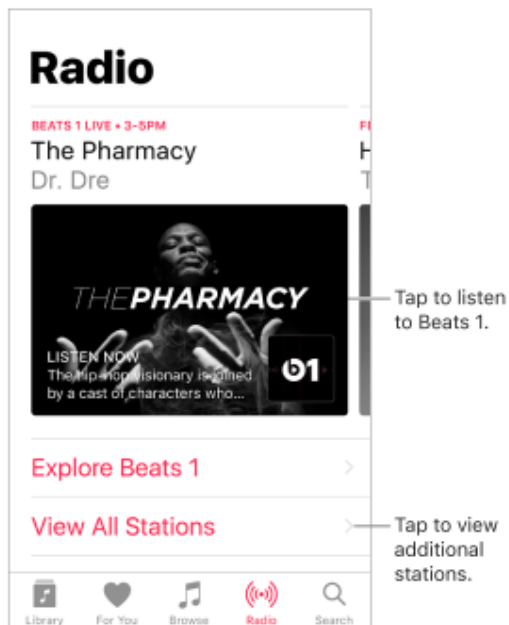 Radio
BEATS 1 LIVE • 3-5PM
The Pharmacy
Dr. Dre
THEPHARMACY
LISTEN NOW
The hip-hop visionary is joined
by a cast of characters who...
1
Tap to listen
to Beats 1.
Explore Beats 1
View All Stations
Tap to view
additional
stations.
Library
For You
Browse
Radio
Search